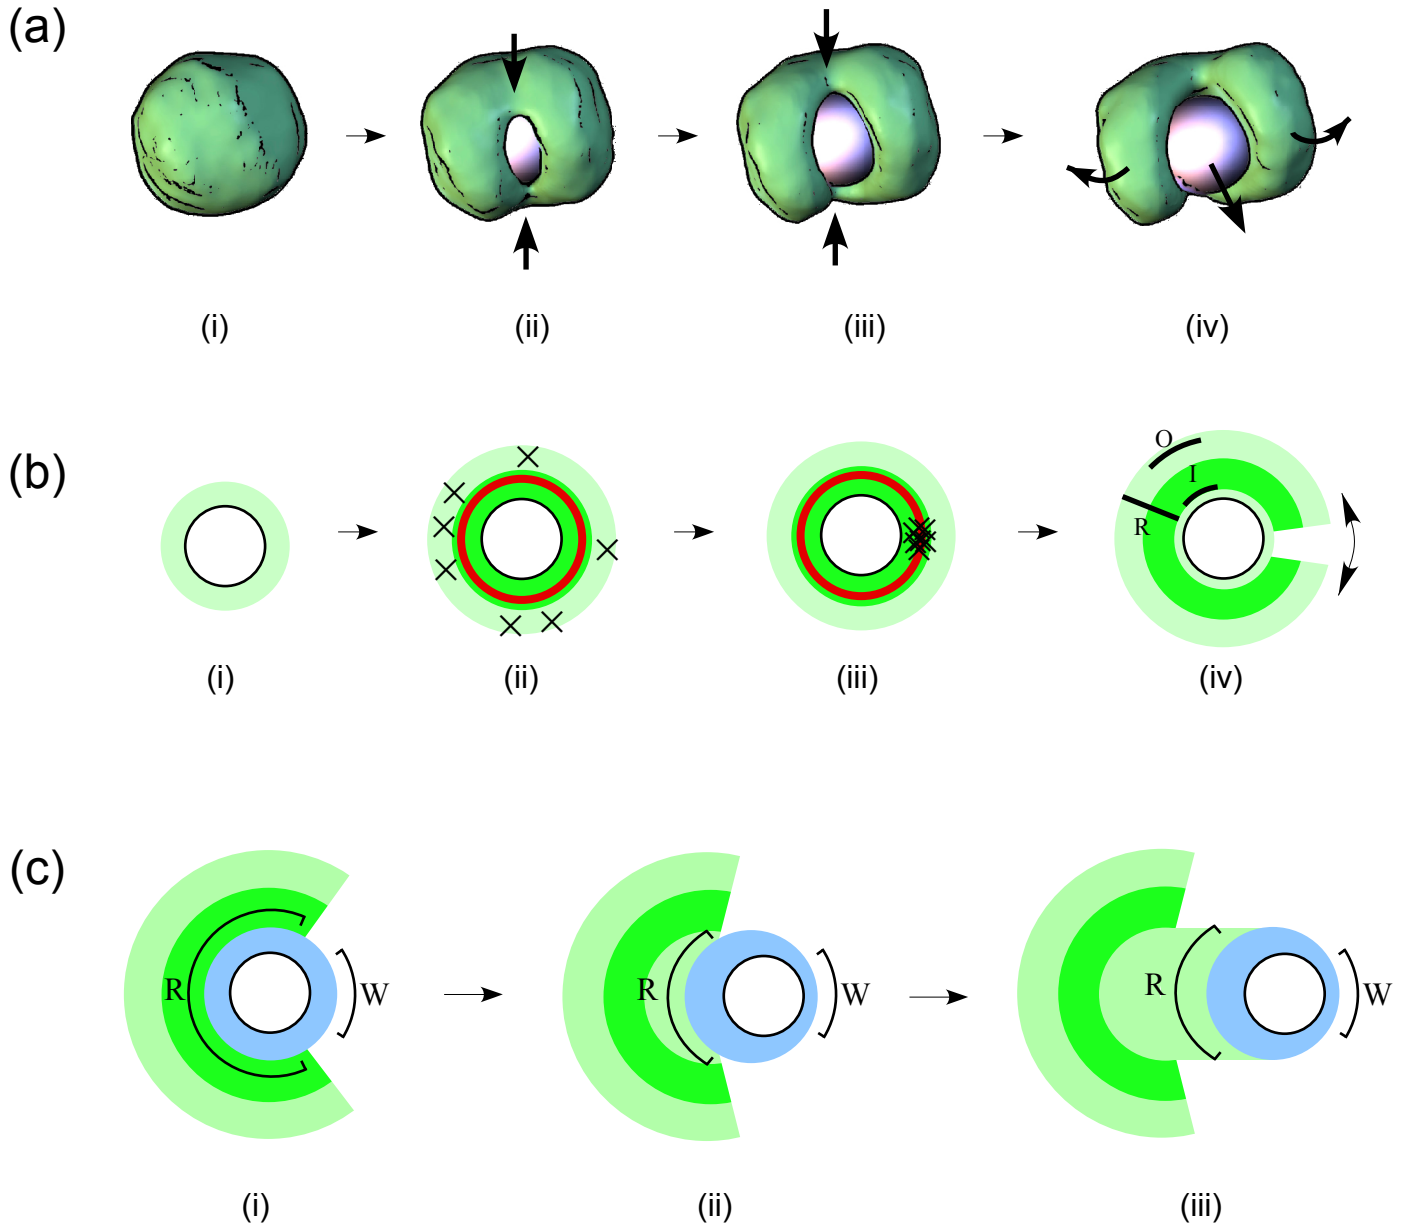 (a)
(i) (ii) (iii) (iv)
(b)
O
I
R
(i) (ii) (iii) (iv)
(c)
R W R W R W
(i) (ii) (iii)